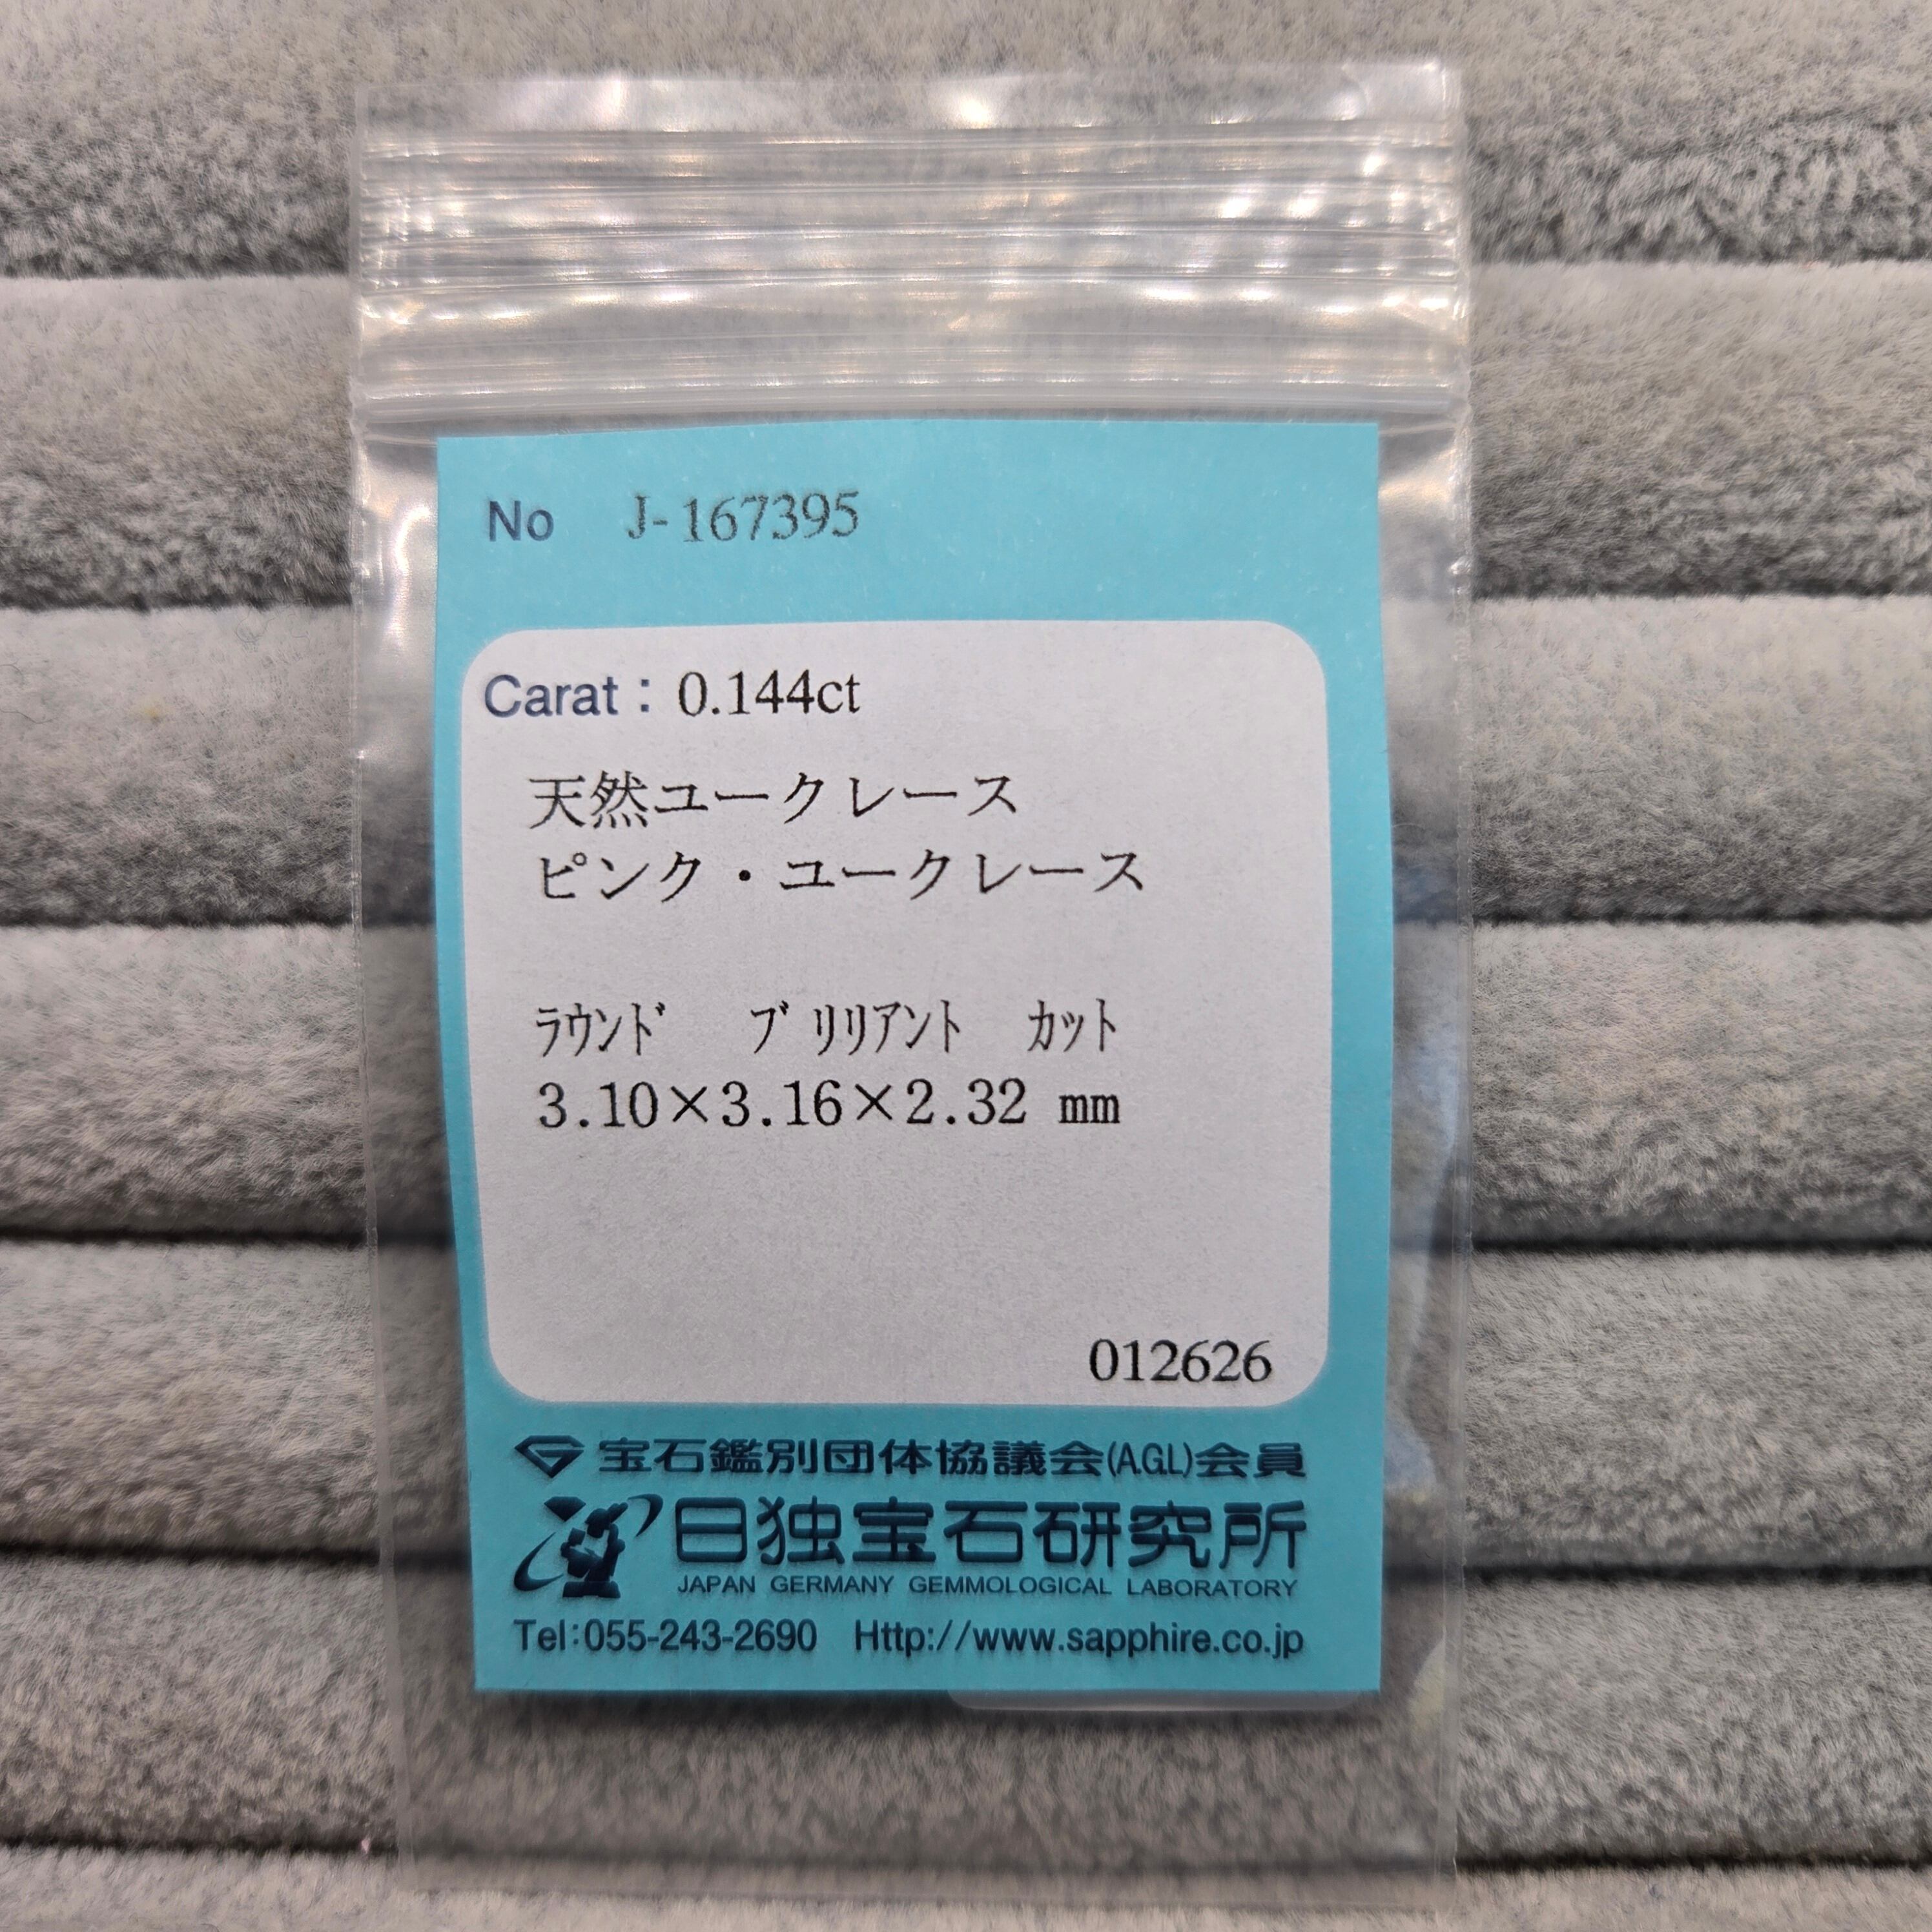 No J-167395
Carat : 0.144ct
天然ユークレース
ピンク・ユークレース
ﾗｳﾝﾄﾞ ﾌﾞﾘﾘｱﾝﾄ ｶｯﾄ
3.10×3.16×2.32 mm
012626
宝石鑑別団体協議会(A.G.L)会員
日独宝石研究所
JAPAN GERMANY GEMMOLOGICAL LABORATORY
Tel:055-243-2690 Http://www.sapphire.co.jp